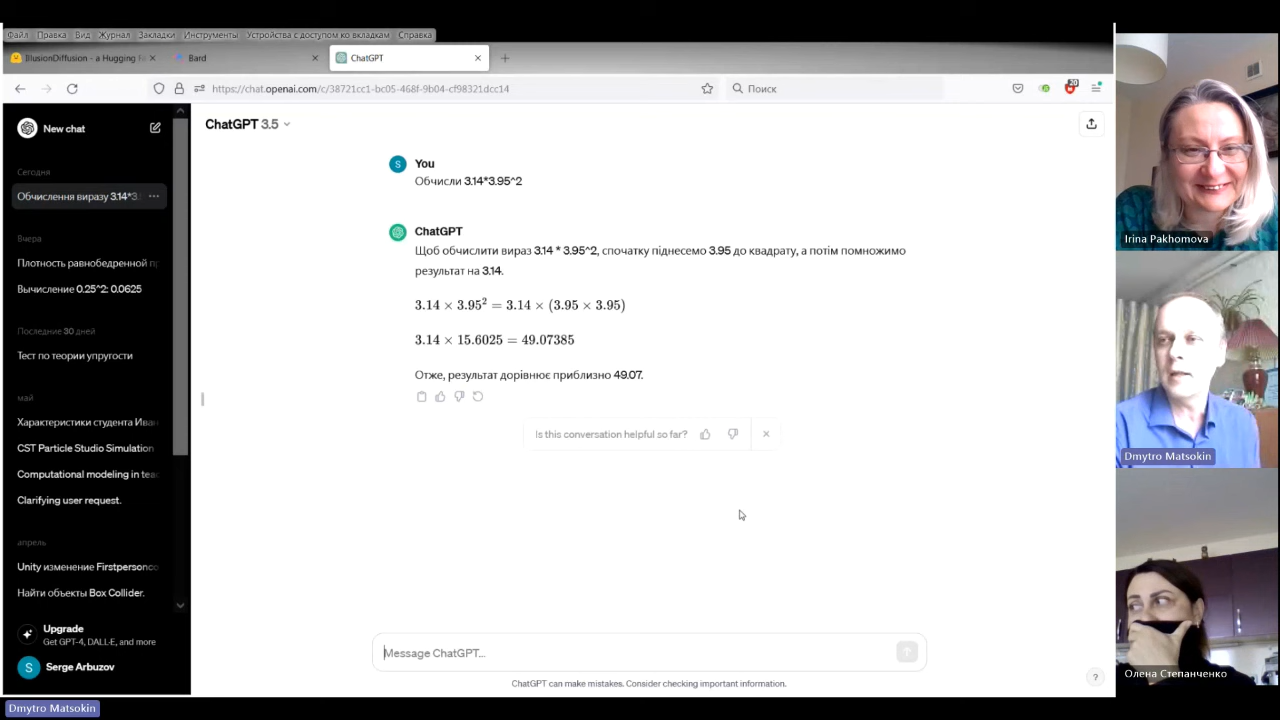 Файл Правка Вид Журнал Закладки Инструменты Устройства с доступом ко вкладкам Справка
IllusionDiffusion - a Hugging F
Bard
ChatGPT
https://chat.openai.com/c/38721cc1-bc05-468f-9b04-cf98321dcc14
Поиск
20
New chat
Сегодня
Обчислення виразу 3.14*3.
Вчера
Плотность равнобедренной п
Вычисление 0.25^2: 0.0625
Последние 30 дней
Тест по теории упругости
май
Характеристики студента Иван
CST Particle Studio Simulation
Computational modeling in tea
Clarifying user request.
апрель
Unity изменение Firstpersonco
Найти объекты Box Collider.
Upgrade
Get GPT-4, DALL·E, and more
S
Serge Arbuzov
ChatGPT 3.5
S
You
Обчисли 3.14*3.95^2
ChatGPT
Щоб обчислити вираз 3.14 * 3.95^2, спочатку піднесемо 3.95 до квадрату, а потім помножимо
результат на 3.14.
3.14 × 3.95² = 3.14 × (3.95 × 3.95)
3.14 × 15.6025 = 49.07385
Отже, результат дорівнює приблизно 49.07.
Is this conversation helpful so far?
Message ChatGPT...
ChatGPT can make mistakes. Consider checking important information.
?
Irina Pakhomova
Dmytro Matsokin
Олена Степанченко
Dmytro Matsokin